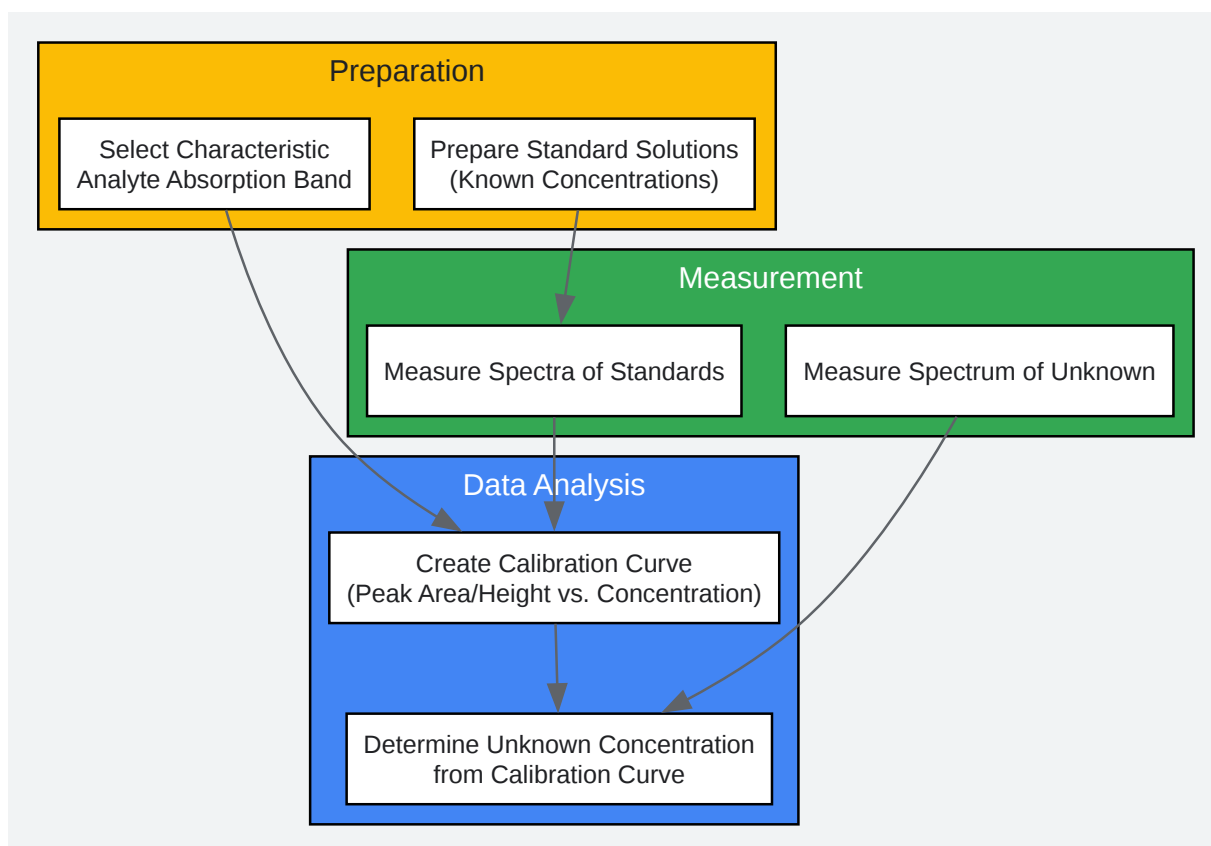 Preparation
Select Characteristic
Analyte Absorption Band
Prepare Standard Solutions
(Known Concentrations)
Measurement
Measure Spectra of Standards
Measure Spectrum of Unknown
Data Analysis
Create Calibration Curve
(Peak Area/Height vs. Concentration)
Determine Unknown Concentration
from Calibration Curve